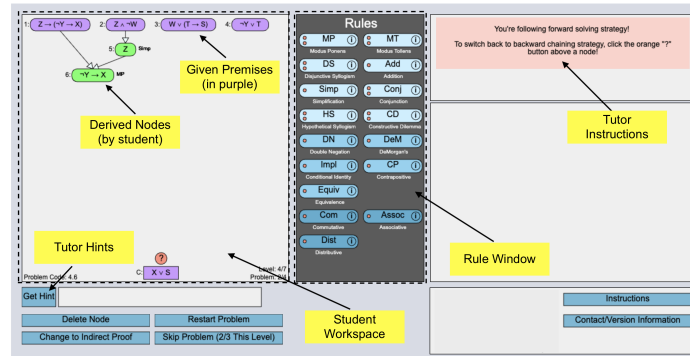 1: Z → (¬Y → X)
2: Z ∧ ¬W
3: W ∨ (T → S)
4: ¬Y ∨ T
5: Z Simp
6: ¬Y → X MP
Given Premises
(in purple)
Derived Nodes
(by student)
Tutor Hints
?
C: X ∨ S
Problem Code: 4.6
Level: 4/7
Problem: 2/4
Get Hint
Delete Node
Restart Problem
Change to Indirect Proof
Skip Problem (2/3 This Level)
Student
Workspace
Rules
MP i
Modus Ponens
MT i
Modus Tollens
DS i
Disjunctive Syllogism
Add i
Addition
Simp i
Simplification
Conj i
Conjunction
HS i
Hypothetical Syllogism
CD i
Constructive Dilemma
DN i
Double Negation
DeM i
DeMorgan's
Impl i
Conditional Identity
CP i
Contrapositive
Equiv i
Equivalence
Com i
Commutative
Assoc i
Associative
Dist i
Distributive
You're following forward solving strategy!
To switch back to backward chaining strategy, click the orange "?"
button above a node!
Tutor
Instructions
Rule Window
Instructions
Contact/Version Information